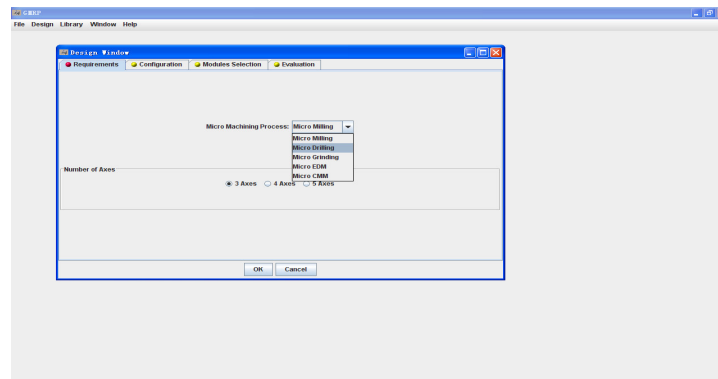 File Design Library Window Help
Design Window
Requirements Configuration Modules Selection Evaluation
Micro Machining Process: Micro Milling
Micro Milling
Micro Drilling
Micro Grinding
Micro EDM
Micro CMM
Number of Axes
3 Axes 4 Axes 5 Axes
OK Cancel